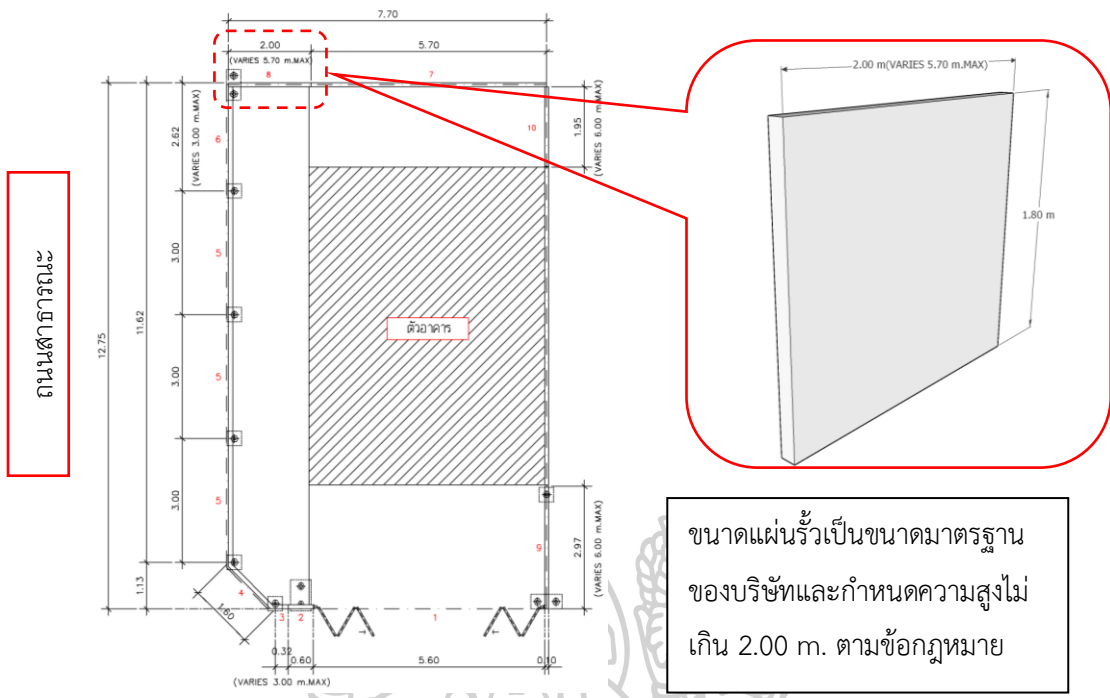 7.70
2.00
5.70
(VARIES 5.70 m.MAX)
8
7
2.00 m(VARIES 5.70 m.MAX)
1.80 m
2.62
(VARIES 3.00 m.MAX)
6
10
1.95
(VARIES 6.00 m.MAX)
ถนนสาธารณะ
12.75
11.62
3.00
5
3.00
5
3.00
5
ตัวอาคาร
1.13
4
1.60
9
2.97
(VARIES 6.00 m.MAX)
3
2
1
0.32
0.60
5.60
0.10
(VARIES 3.00 m.MAX)
ขนาดแผ่นรั้วเป็นขนาดมาตรฐาน
ของบริษัทและกำหนดความสูงไม่
เกิน 2.00 m. ตามข้อกฎหมาย